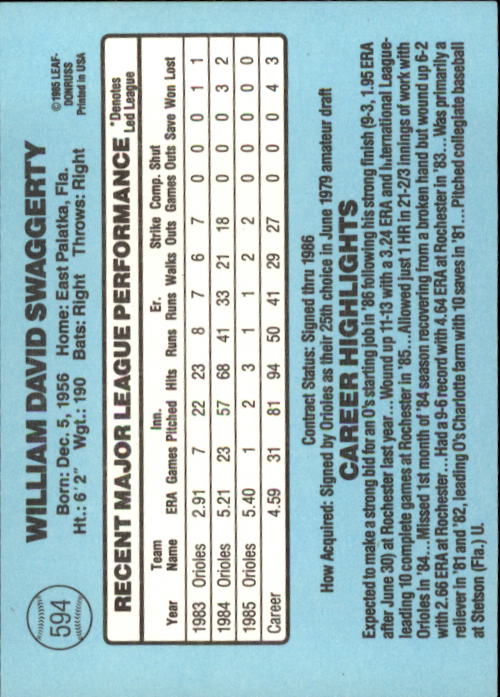 594
WILLIAM DAVID SWAGGERTY
Born: Dec. 5, 1956 Home: East Palatka, Fla.
Ht.: 6'2" Wgt.: 190 Bats: Right Throws: Right
©1985 LEAF-
DONRUSS
Printed in USA
RECENT MAJOR LEAGUE PERFORMANCE
*Denotes
Led League
Team Inn. Er. Strike Comp. Shut
Year Name ERA Games Pitched Hits Runs Runs Walks Outs Games Outs Save Won Lost
1983 Orioles 2.91 7 22 23 8 7 6 7 0 0 0 1 1
1984 Orioles 5.21 23 57 68 41 33 21 18 0 0 0 3 2
1985 Orioles 5.40 1 2 3 1 1 2 2 0 0 0 0 0
Career 4.59 31 81 94 50 41 29 27 0 0 0 4 3
Contract Status: Signed thru 1986
How Acquired: Signed by Orioles as their 25th choice in June 1979 amateur draft
CAREER HIGHLIGHTS
Expected to make a strong bid for an O's starting job in '86 following his strong finish (9-3, 1.95 ERA
after June 30) at Rochester last year... Wound up 11-13 with a 3.24 ERA and International League-
leading 10 complete games at Rochester in '85... Allowed just 1 HR in 21-2/3 innings of work with
Orioles in '84... Missed 1st month of '84 season recovering from a broken hand but wound up 6-2
with 2.66 ERA at Rochester... Had a 9-6 record with 4.64 ERA at Rochester in '83... Was primarily a
reliever in '81 and '82, leading O's Charlotte farm with 10 saves in '81... Pitched collegiate baseball
at Stetson (Fla.) U.